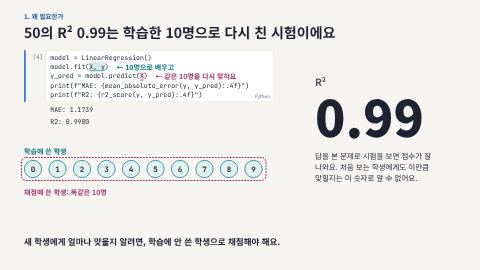 1. 왜 필요한가
50의 R² 0.99는 학습한 10명으로 다시 친 시험이에요
[4]
model = LinearRegression()
model.fit(X, y) ← 10명으로 배우고
y_pred = model.predict(X) ← 같은 10명을 다시 맞혀요
print(f"MAE: {mean_absolute_error(y, y_pred):.4f}")
print(f"R2: {r2_score(y, y_pred):.4f}")
Python
MAE: 1.1739
R2: 0.9900
R²
0.99
답을 본 문제로 시험을 보면 점수가 잘
나와요. 처음 보는 학생에게도 이만큼
맞힐지는 이 숫자로 알 수 없어요.
학습에 쓴 학생
0 1 2 3 4 5 6 7 8 9
채점에 쓴 학생: 똑같은 10명
새 학생에게 얼마나 맞을지 알려면, 학습에 안 쓴 학생으로 채점해야 해요.